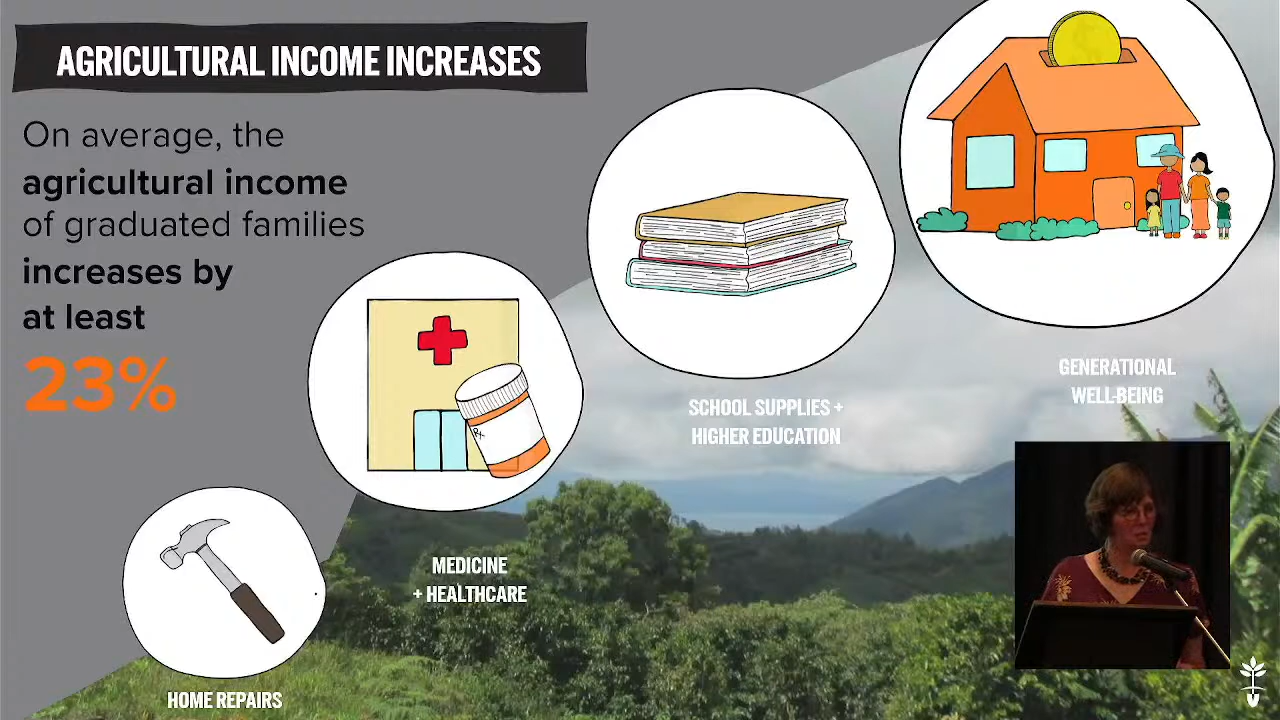 AGRICULTURAL INCOME INCREASES
On average, the
agricultural income
of graduated families
increases by
at least
23%
GENERATIONAL
WELL-BEING
SCHOOL SUPPLIES +
HIGHER EDUCATION
Rx
MEDICINE
+ HEALTHCARE
HOME REPAIRS